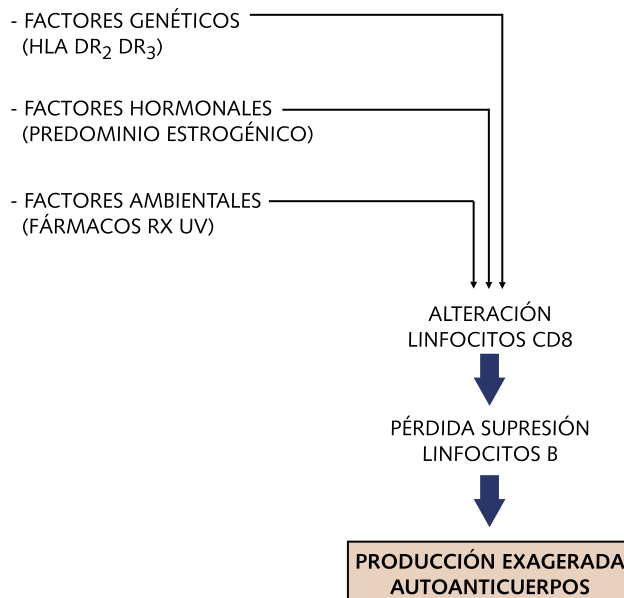 - FACTORES GENÉTICOS
(HLA DR2 DR3)
- FACTORES HORMONALES
(PREDOMINIO ESTROGÉNICO)
- FACTORES AMBIENTALES
(FÁRMACOS RX UV)
ALTERACIÓN
LINFOCITOS CD8
PÉRDIDA SUPRESIÓN
LINFOCITOS B
PRODUCCIÓN EXAGERADA
AUTOANTICUERPOS